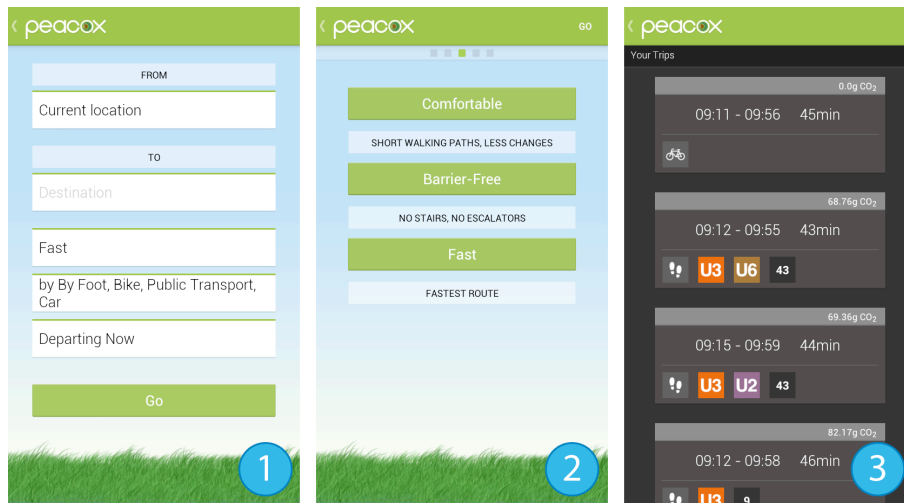 peacox
FROM
Current location
TO
Destination
Fast
by By Foot, Bike, Public Transport,
Car
Departing Now
Go
1
peacox
GO
Comfortable
SHORT WALKING PATHS, LESS CHANGES
Barrier-Free
NO STAIRS, NO ESCALATORS
Fast
FASTEST ROUTE
2
peacox
Your Trips
0.0g CO₂
09:11 - 09:56 45min
68.76g CO₂
09:12 - 09:55 43min
U3 U6 43
69.36g CO₂
09:15 - 09:59 44min
U3 U2 43
82.17g CO₂
09:12 - 09:58 46min
U3 9
3